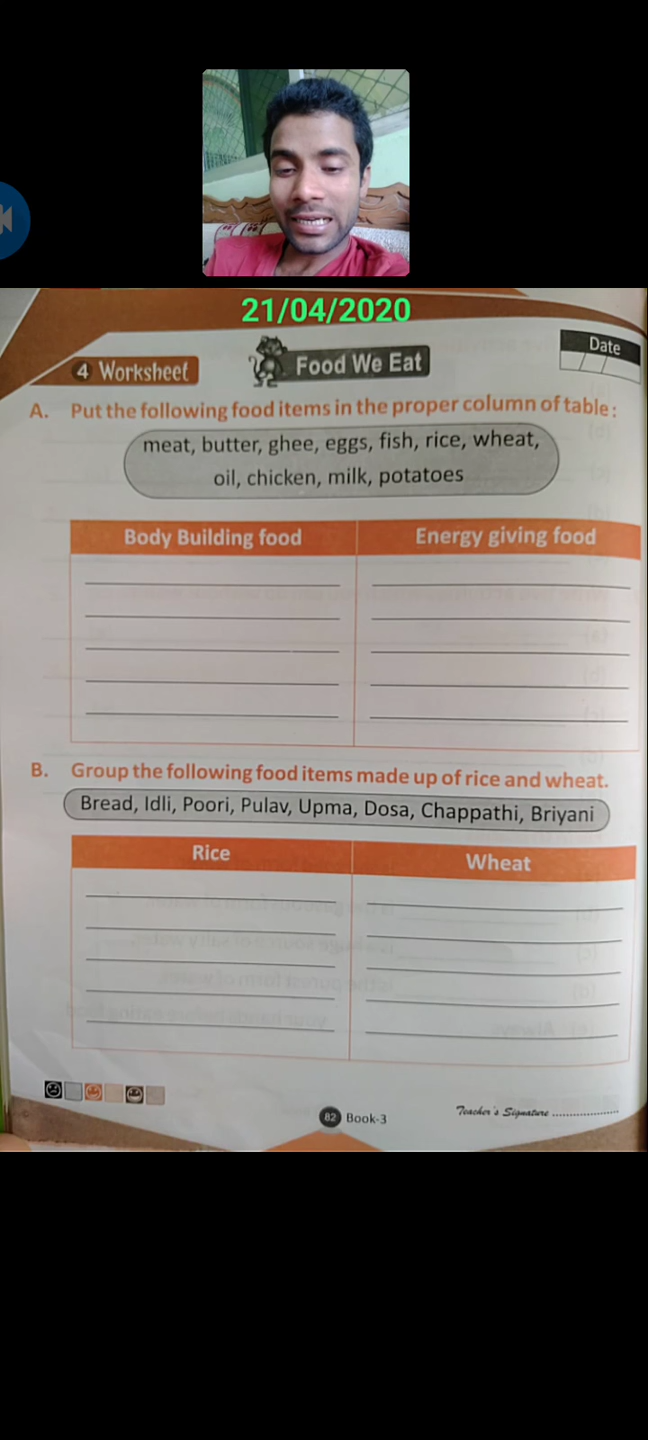 21/04/2020
4 Worksheet
Food We Eat
Date
A. Put the following food items in the proper column of table :
meat, butter, ghee, eggs, fish, rice, wheat,
oil, chicken, milk, potatoes
Body Building food
Energy giving food
B. Group the following food items made up of rice and wheat.
Bread, Idli, Poori, Pulav, Upma, Dosa, Chappathi, Briyani
Rice
Wheat
82 Book-3
Teacher's Signature ....................